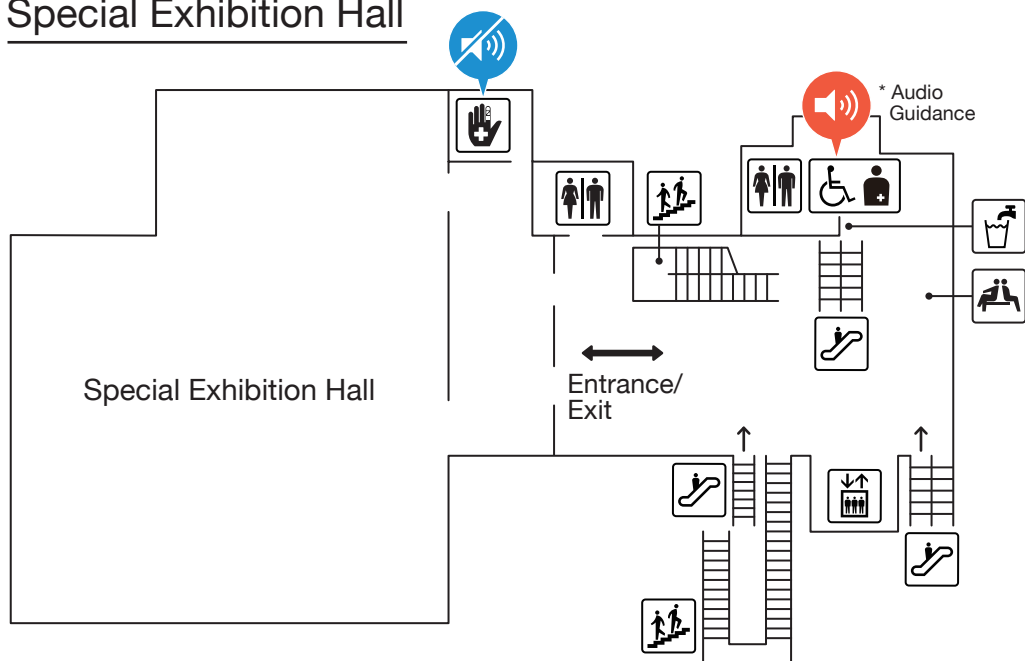 Special Exhibition Hall
* Audio
Guidance
Special Exhibition Hall
Entrance/
Exit